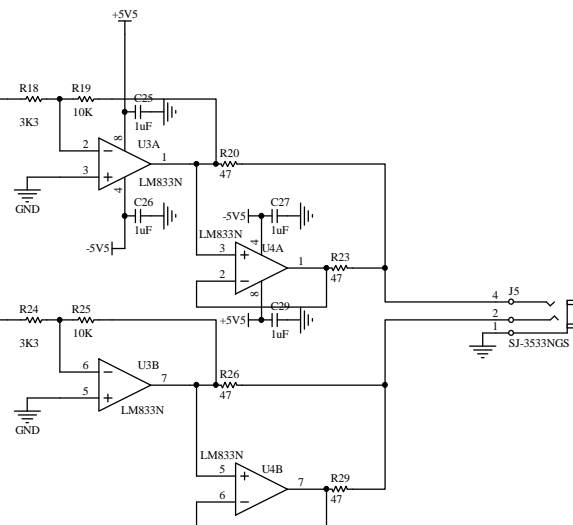 +5V5
R18
R19
C25
3K3
10K
1uF
8
2
U3A
1
R20
3
LM833N
47
4
GND
C26
C27
-5V5
1uF
-5V5
1uF
LM833N
4
U4A
3
1
R23
2
47
8
J5
4
R24
R25
+5V5
C29
2
3K3
10K
1uF
1
SJ-3533NGS
6
U3B
7
R26
5
LM833N
47
GND
LM833N
5
U4B
7
R29
6
47